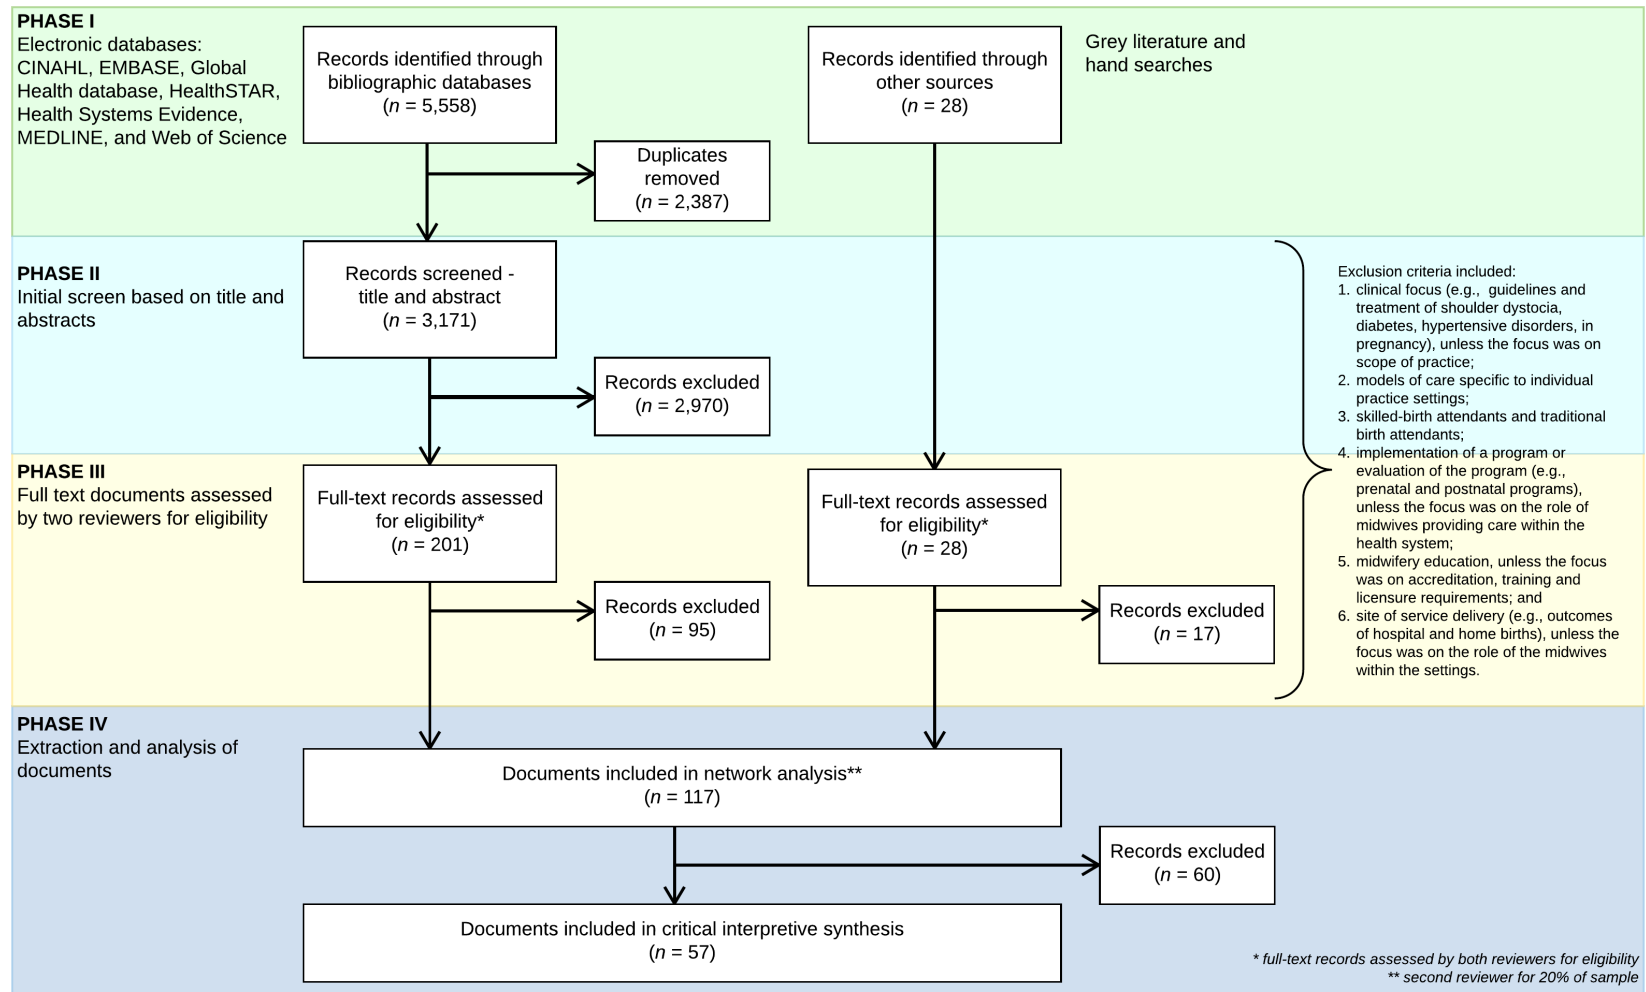 PHASE I
Electronic databases:
CINAHL, EMBASE, Global
Health database, HealthSTAR,
Health Systems Evidence,
MEDLINE, and Web of Science
Records identified through
bibliographic databases
(n = 5,558)
Records identified through
other sources
(n = 28)
Grey literature and
hand searches
Duplicates
removed
(n = 2,387)
PHASE II
Initial screen based on title and
abstracts
Records screened -
title and abstract
(n = 3,171)
Records excluded
(n = 2,970)
Exclusion criteria included:
1. clinical focus (e.g., guidelines and
treatment of shoulder dystocia,
diabetes, hypertensive disorders, in
pregnancy), unless the focus was on
scope of practice;
2. models of care specific to individual
practice settings;
3. skilled-birth attendants and traditional
birth attendants;
4. implementation of a program or
evaluation of the program (e.g.,
prenatal and postnatal programs),
unless the focus was on the role of
midwives providing care within the
health system;
5. midwifery education, unless the focus
was on accreditation, training and
licensure requirements; and
6. site of service delivery (e.g., outcomes
of hospital and home births), unless the
focus was on the role of the midwives
within the settings.
PHASE III
Full text documents assessed
by two reviewers for eligibility
Full-text records assessed
for eligibility*
(n = 201)
Full-text records assessed
for eligibility*
(n = 28)
Records excluded
(n = 95)
Records excluded
(n = 17)
PHASE IV
Extraction and analysis of
documents
Documents included in network analysis**
(n = 117)
Records excluded
(n = 60)
Documents included in critical interpretive synthesis
(n = 57)
* full-text records assessed by both reviewers for eligibility
** second reviewer for 20% of sample